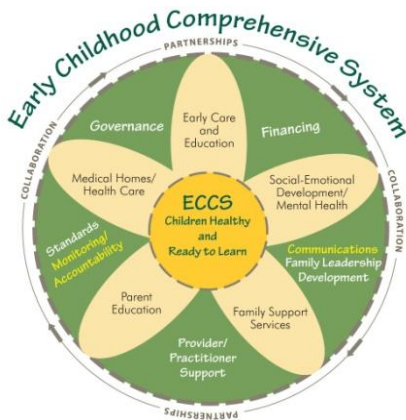 Early Childhood Comprehensive System
PARTNERSHIPS
COLLABORATION
COLLABORATION
Governance
Early Care
and
Education
Financing
Medical Homes/
Health Care
Social-Emotional
Development/
Mental Health
ECCS
Children Healthy
and
Ready to Learn
Standards
Monitoring/
Accountability
Communications
Family Leadership
Development
Parent
Education
Family Support
Services
Provider/
Practitioner
Support
PARTNERSHIPS